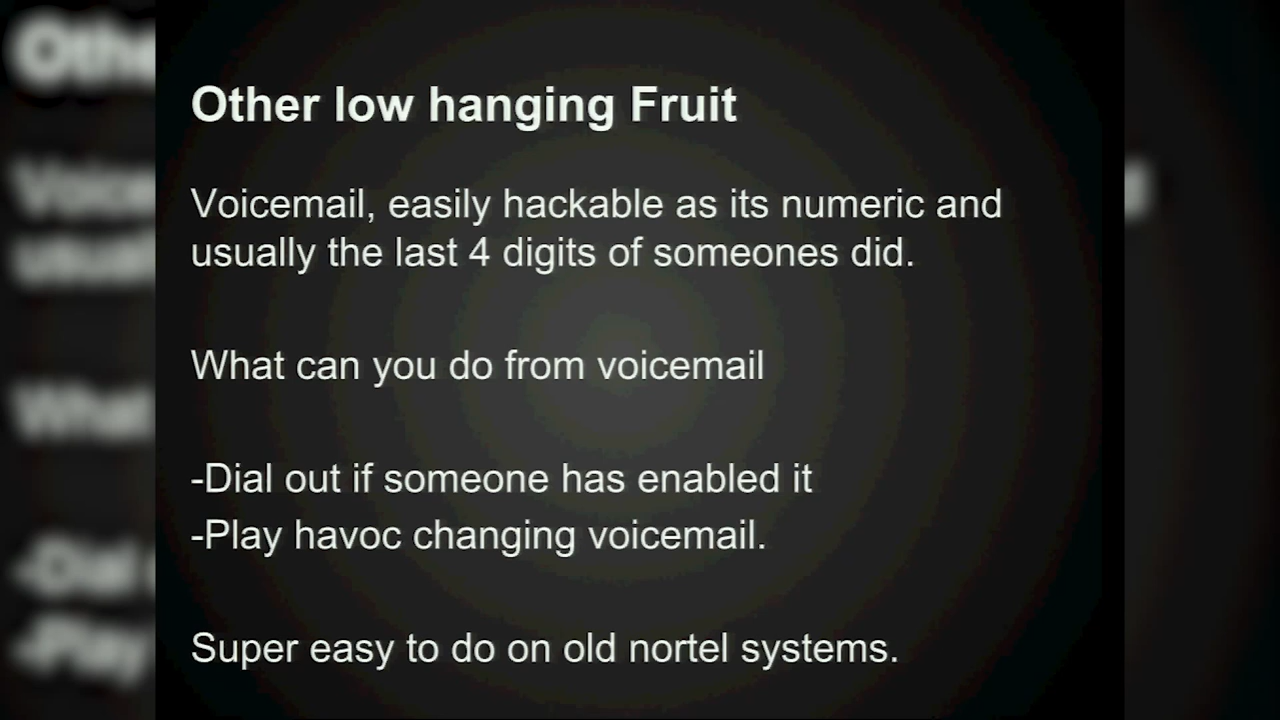 Other low hanging Fruit
Voicemail, easily hackable as its numeric and
usually the last 4 digits of someones did.
What can you do from voicemail
-Dial out if someone has enabled it
-Play havoc changing voicemail.
Super easy to do on old nortel systems.